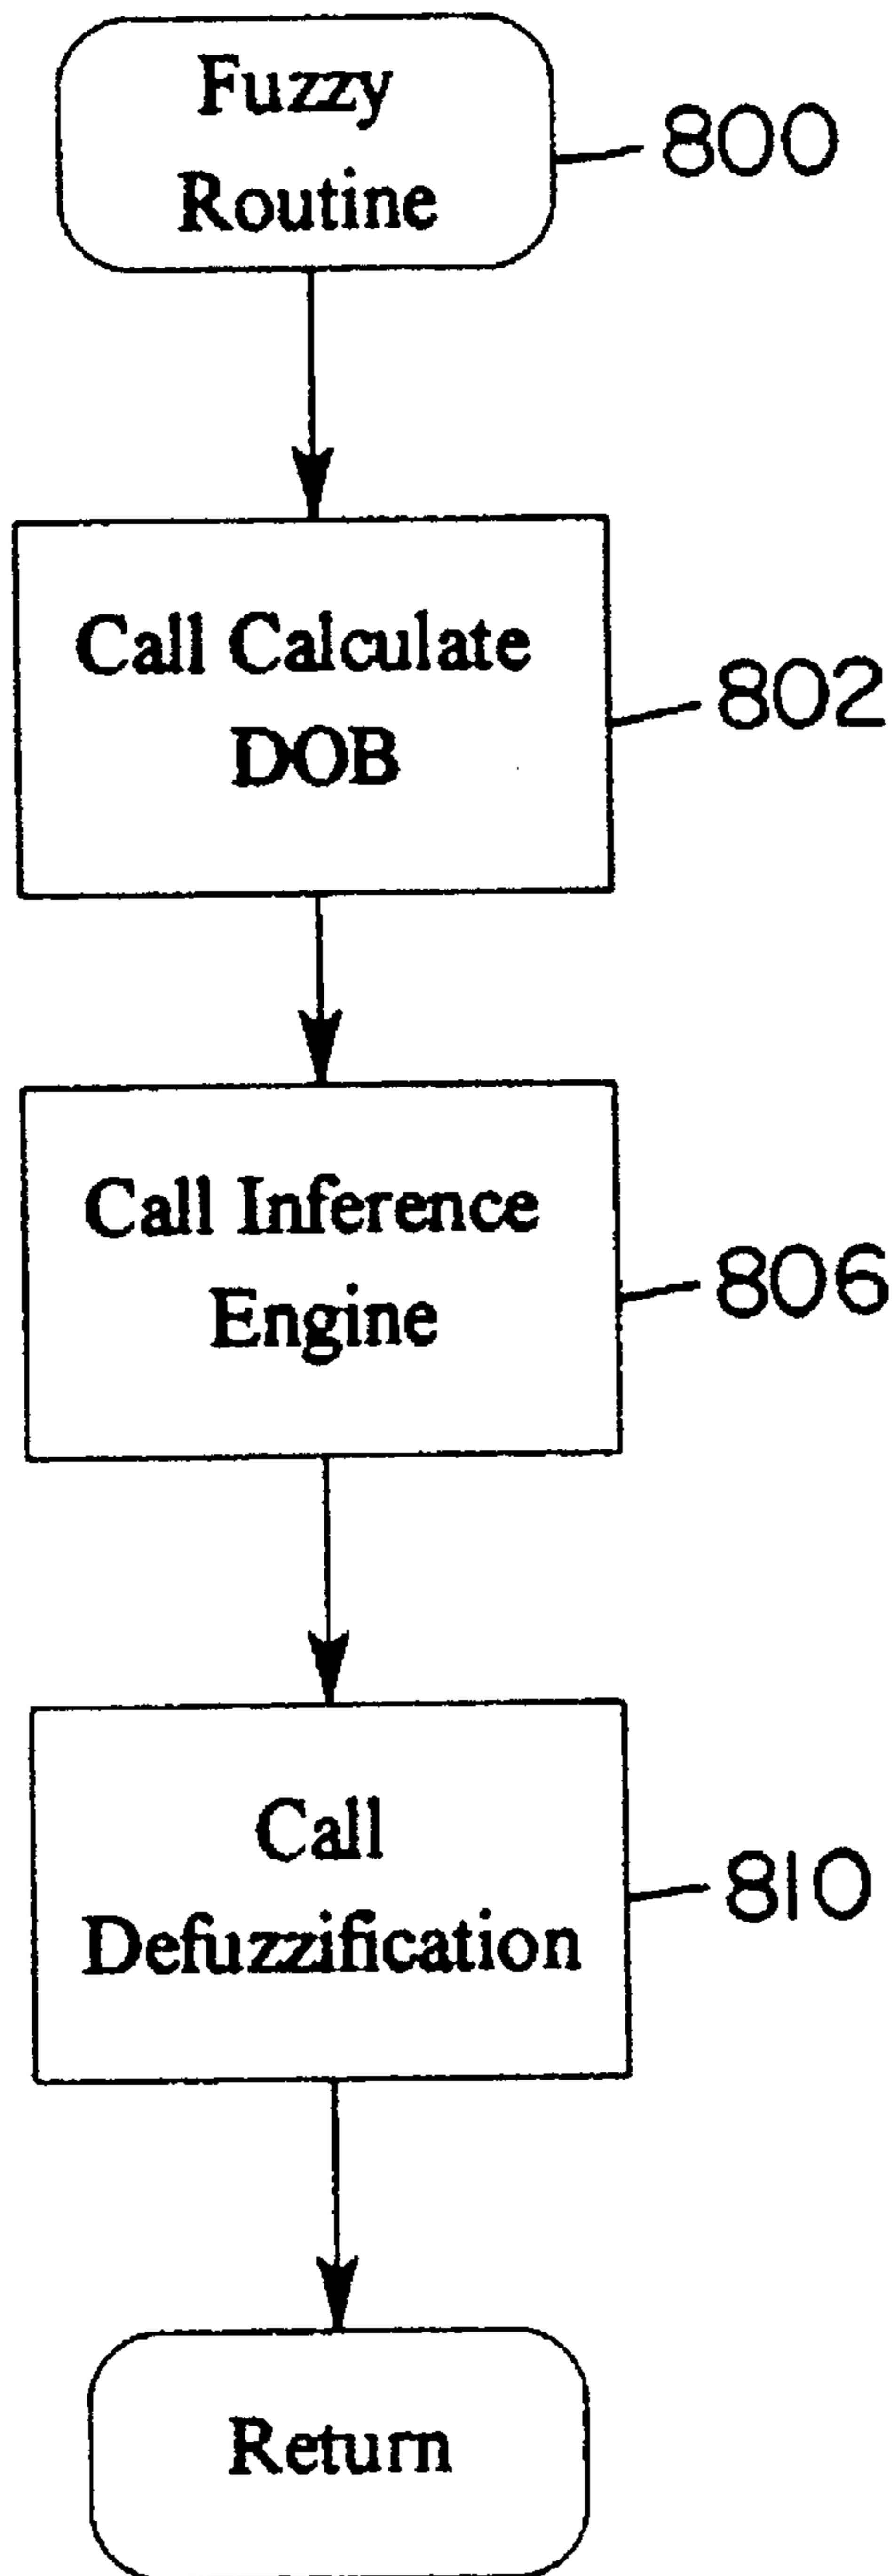 Fuzzy
Routine
800
Call Calculate
DOB
802
Call Inference
Engine
806
Call
Defuzzification
810
Return